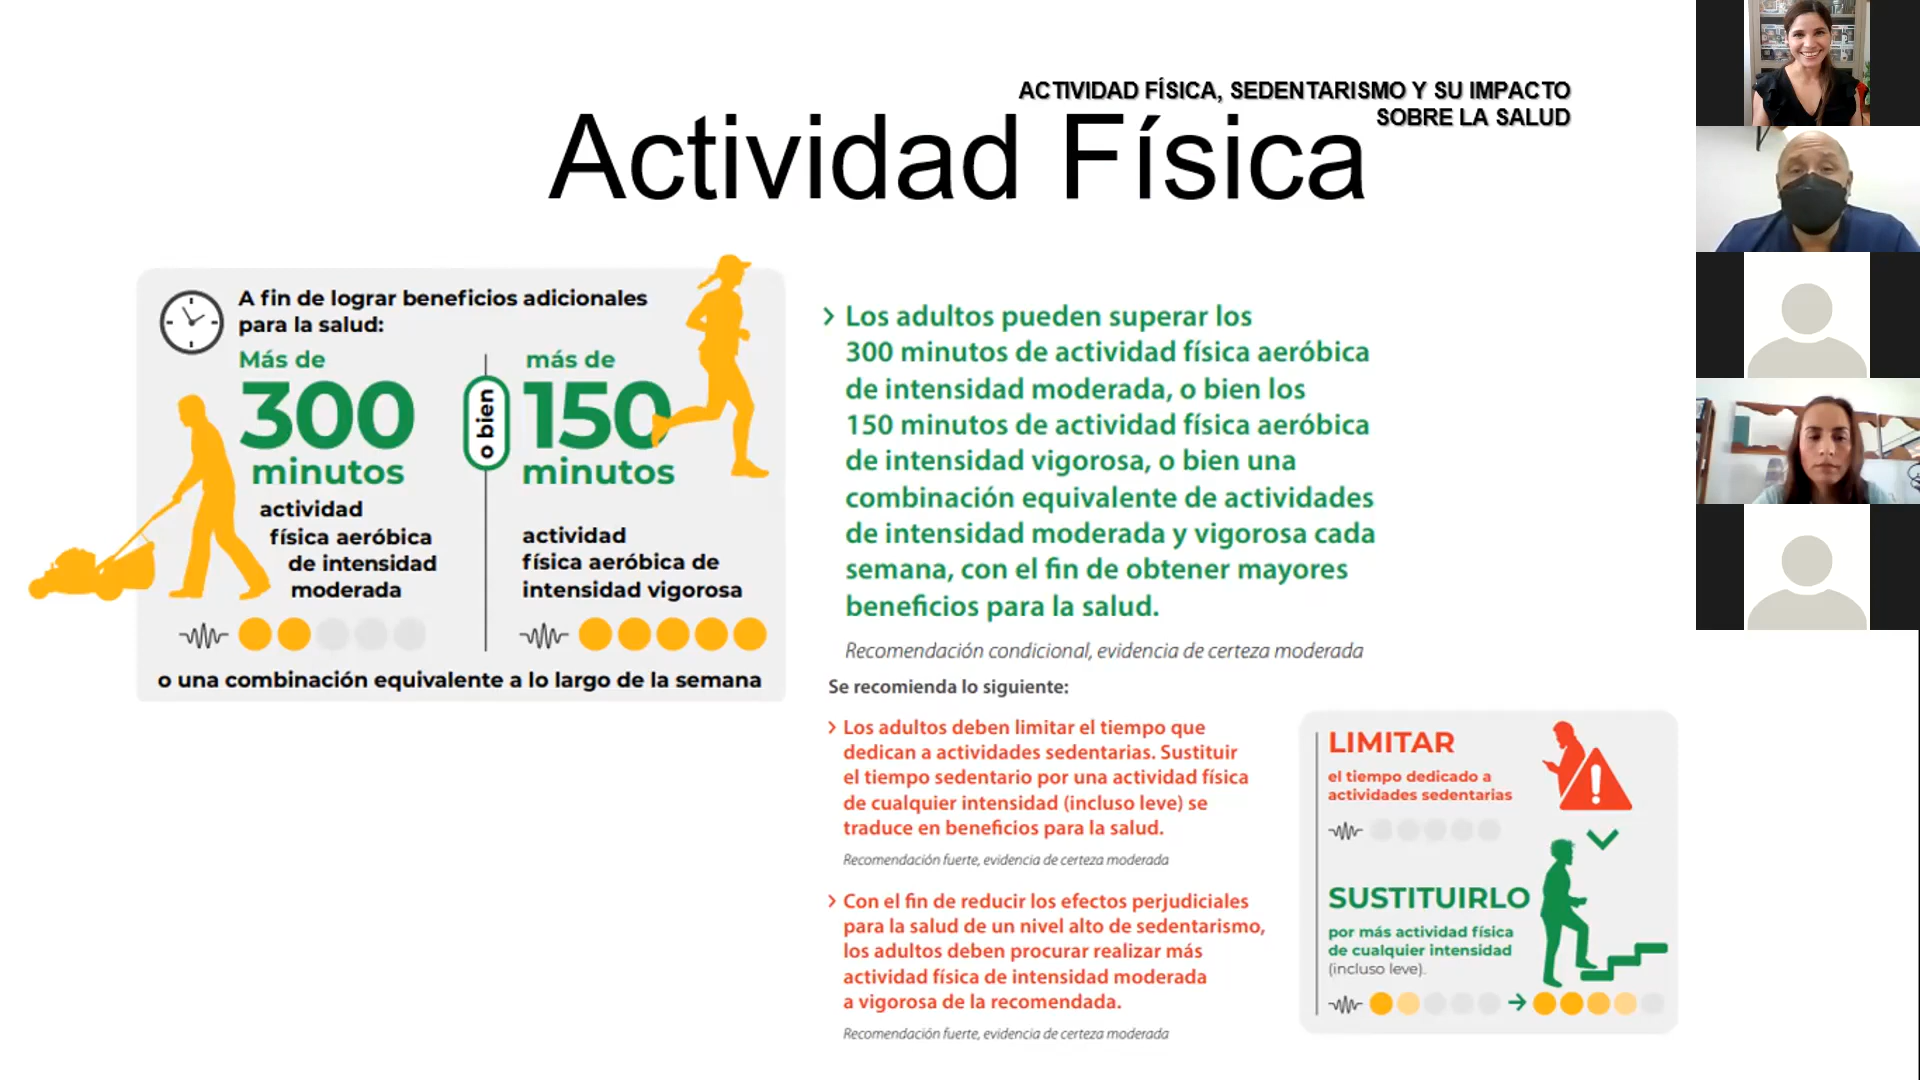 ACTIVIDAD FÍSICA, SEDENTARISMO Y SU IMPACTO
SOBRE LA SALUD
Actividad Física
A fin de lograr beneficios adicionales
para la salud:
Más de
300
minutos
actividad
física aeróbica
de intensidad
moderada
o bien
más de
150
minutos
actividad
física aeróbica de
intensidad vigorosa
o una combinación equivalente a lo largo de la semana
Los adultos pueden superar los
300 minutos de actividad física aeróbica
de intensidad moderada, o bien los
150 minutos de actividad física aeróbica
de intensidad vigorosa, o bien una
combinación equivalente de actividades
de intensidad moderada y vigorosa cada
semana, con el fin de obtener mayores
beneficios para la salud.
Recomendación condicional, evidencia de certeza moderada
Se recomienda lo siguiente:
Los adultos deben limitar el tiempo que
dedican a actividades sedentarias. Sustituir
el tiempo sedentario por una actividad física
de cualquier intensidad (incluso leve) se
traduce en beneficios para la salud.
Recomendación fuerte, evidencia de certeza moderada
Con el fin de reducir los efectos perjudiciales
para la salud de un nivel alto de sedentarismo,
los adultos deben procurar realizar más
actividad física de intensidad moderada
a vigorosa de la recomendada.
Recomendación fuerte, evidencia de certeza moderada
LIMITAR
el tiempo dedicado a
actividades sedentarias
SUSTITUIRLO
por más actividad física
de cualquier intensidad
(incluso leve).